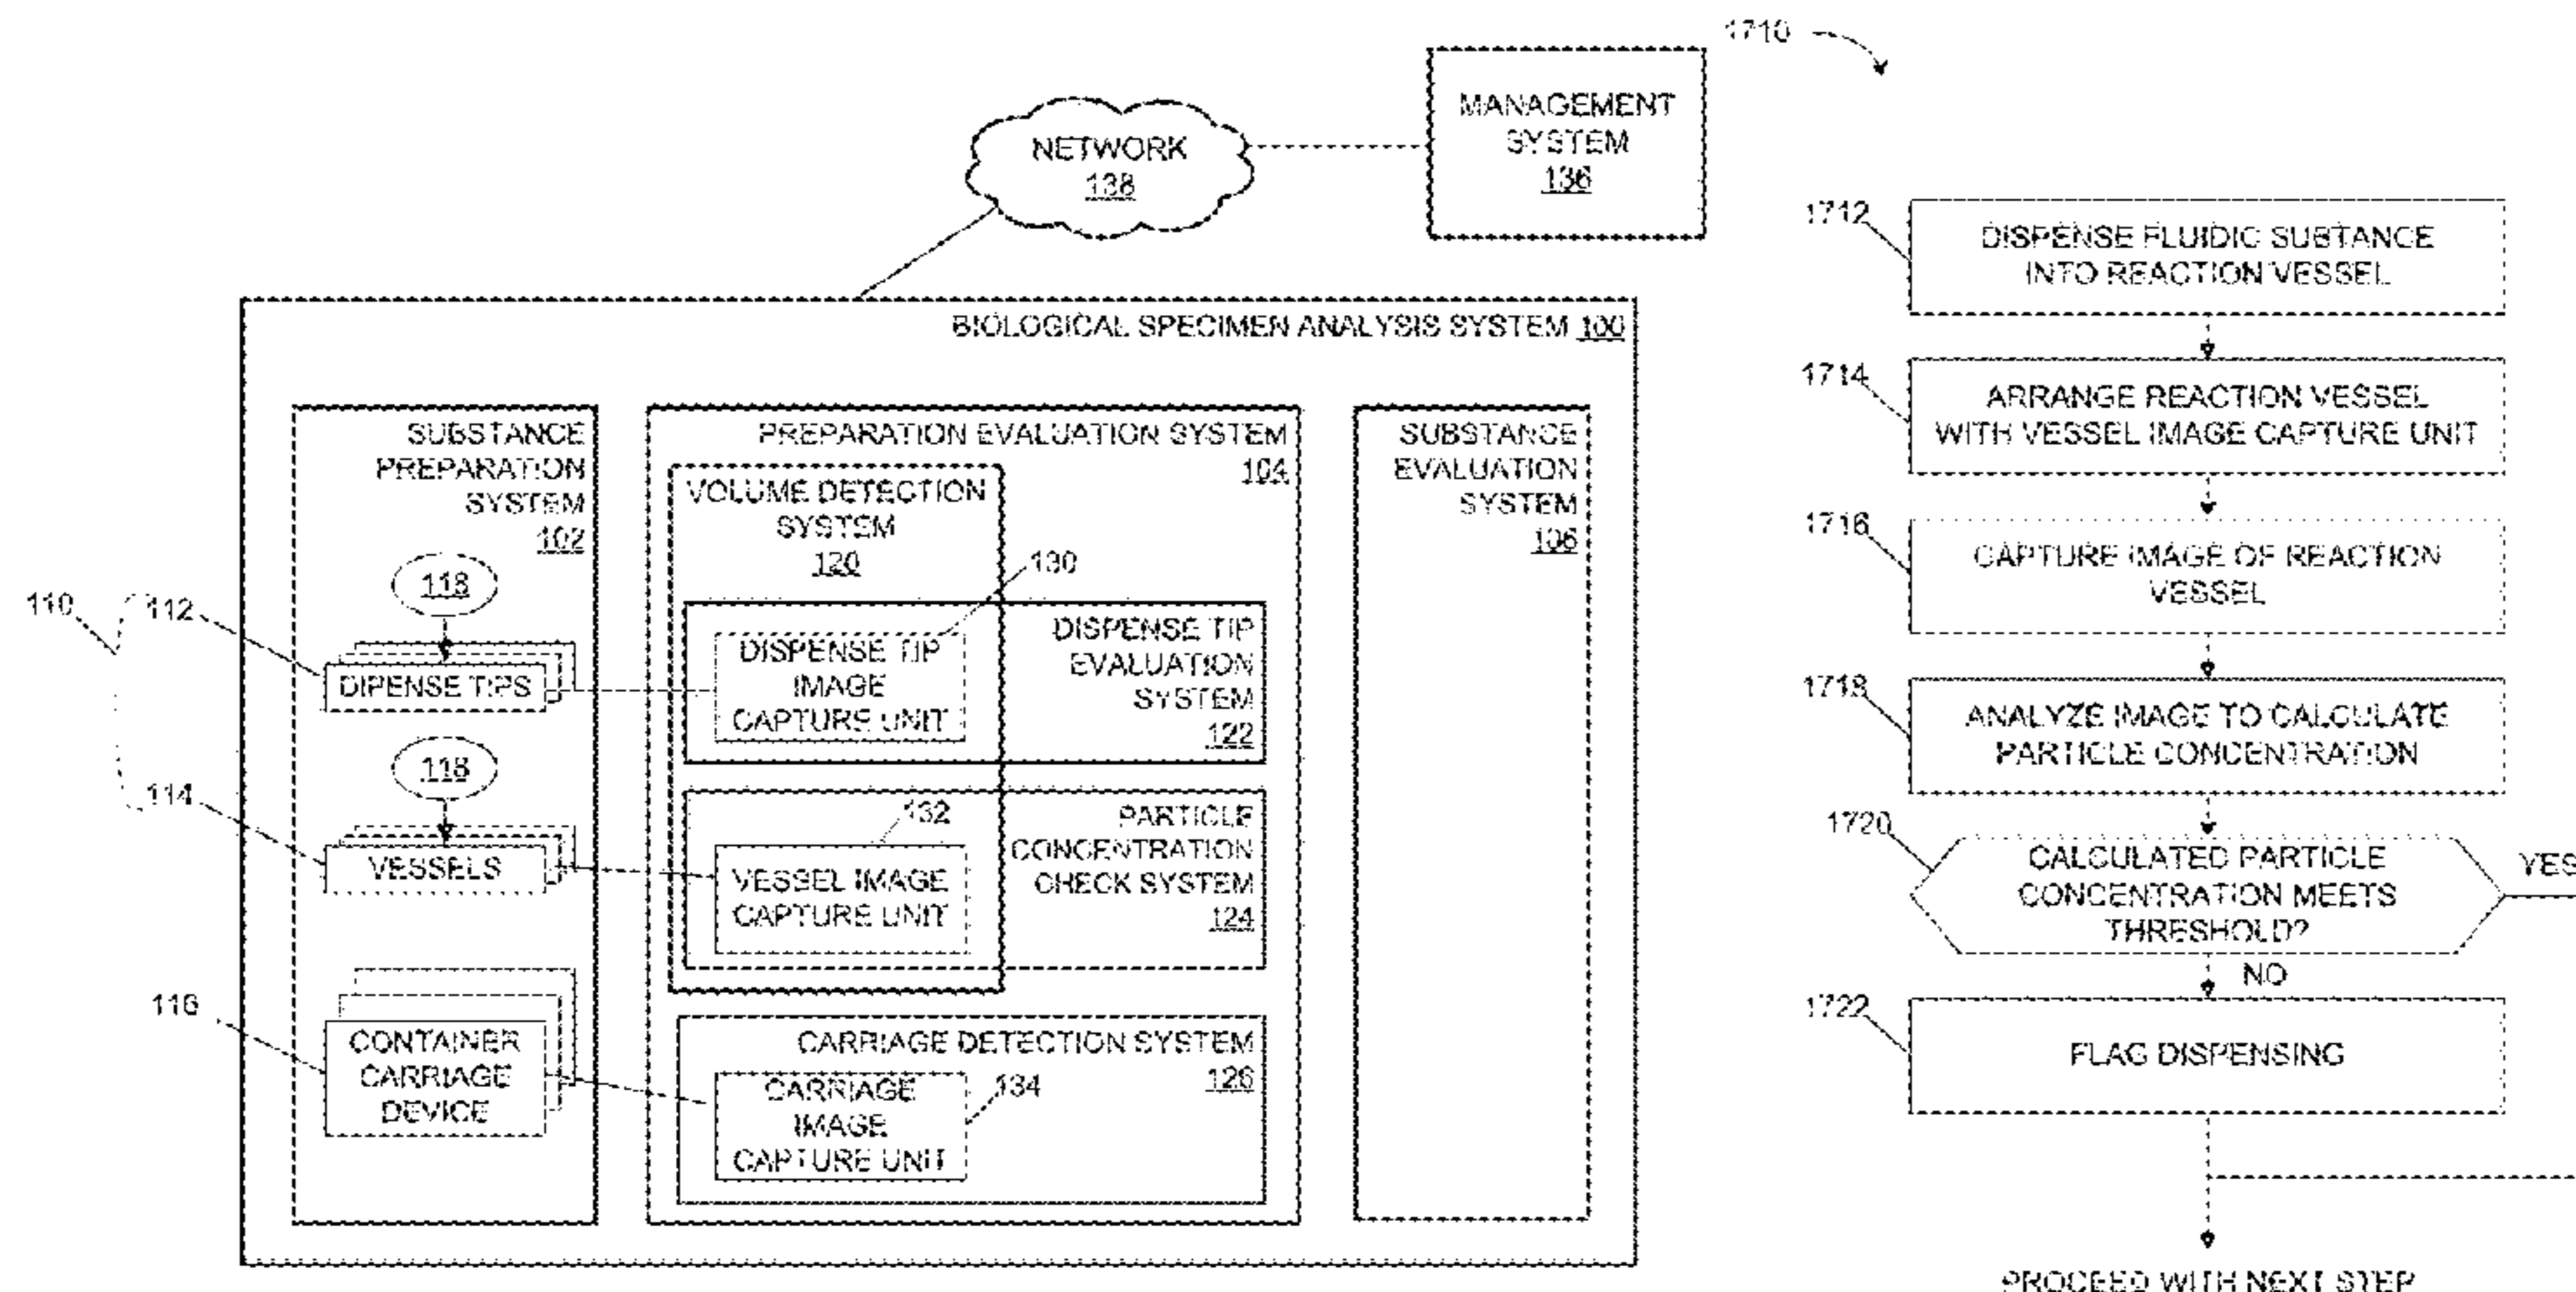 1710
MANAGEMENT
SYSTEM
136
NETWORK
138
BIOLOGICAL SPECIMEN ANALYSIS SYSTEM 100
SUBSTANCE
PREPARATION
SYSTEM
102
118
110
112
DIPENSE TIPS
118
114
VESSELS
116
CONTAINER
CARRIAGE
DEVICE
PREPARATION EVALUATION SYSTEM
104
VOLUME DETECTION
SYSTEM
120
130
DISPENSE TIP
IMAGE
CAPTURE UNIT
DISPENSE TIP
EVALUATION
SYSTEM
122
132
VESSEL IMAGE
CAPTURE UNIT
PARTICLE
CONCENTRATION
CHECK SYSTEM
124
CARRIAGE DETECTION SYSTEM
126
CARRIAGE
IMAGE
CAPTURE UNIT
134
SUBSTANCE
EVALUATION
SYSTEM
106
1712
DISPENSE FLUIDIC SUBTANCE
INTO REACTION VESSEL
1714
ARRANGE REACTION VESSEL
WITH VESSEL IMAGE CAPTURE UNIT
1716
CAPTURE IMAGE OF REACTION
VESSEL
1718
ANALYZE IMAGE TO CALCULATE
PARTICLE CONCENTRATION
1720
CALCULATED PARTICLE
CONCENTRATION MEETS
THRESHOLD?
YES
NO
1722
FLAG DISPENSING
PROCEED WITH NEXT STEP